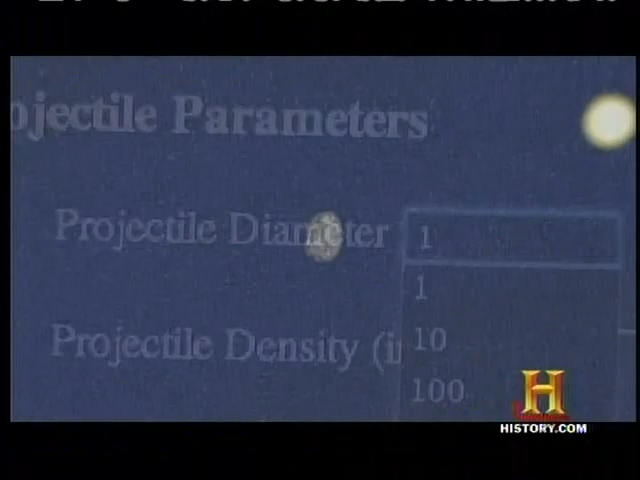 ojectile Parameters
Projectile Diameter 1
1
Projectile Density (i
10
100
H
HISTORY.COM